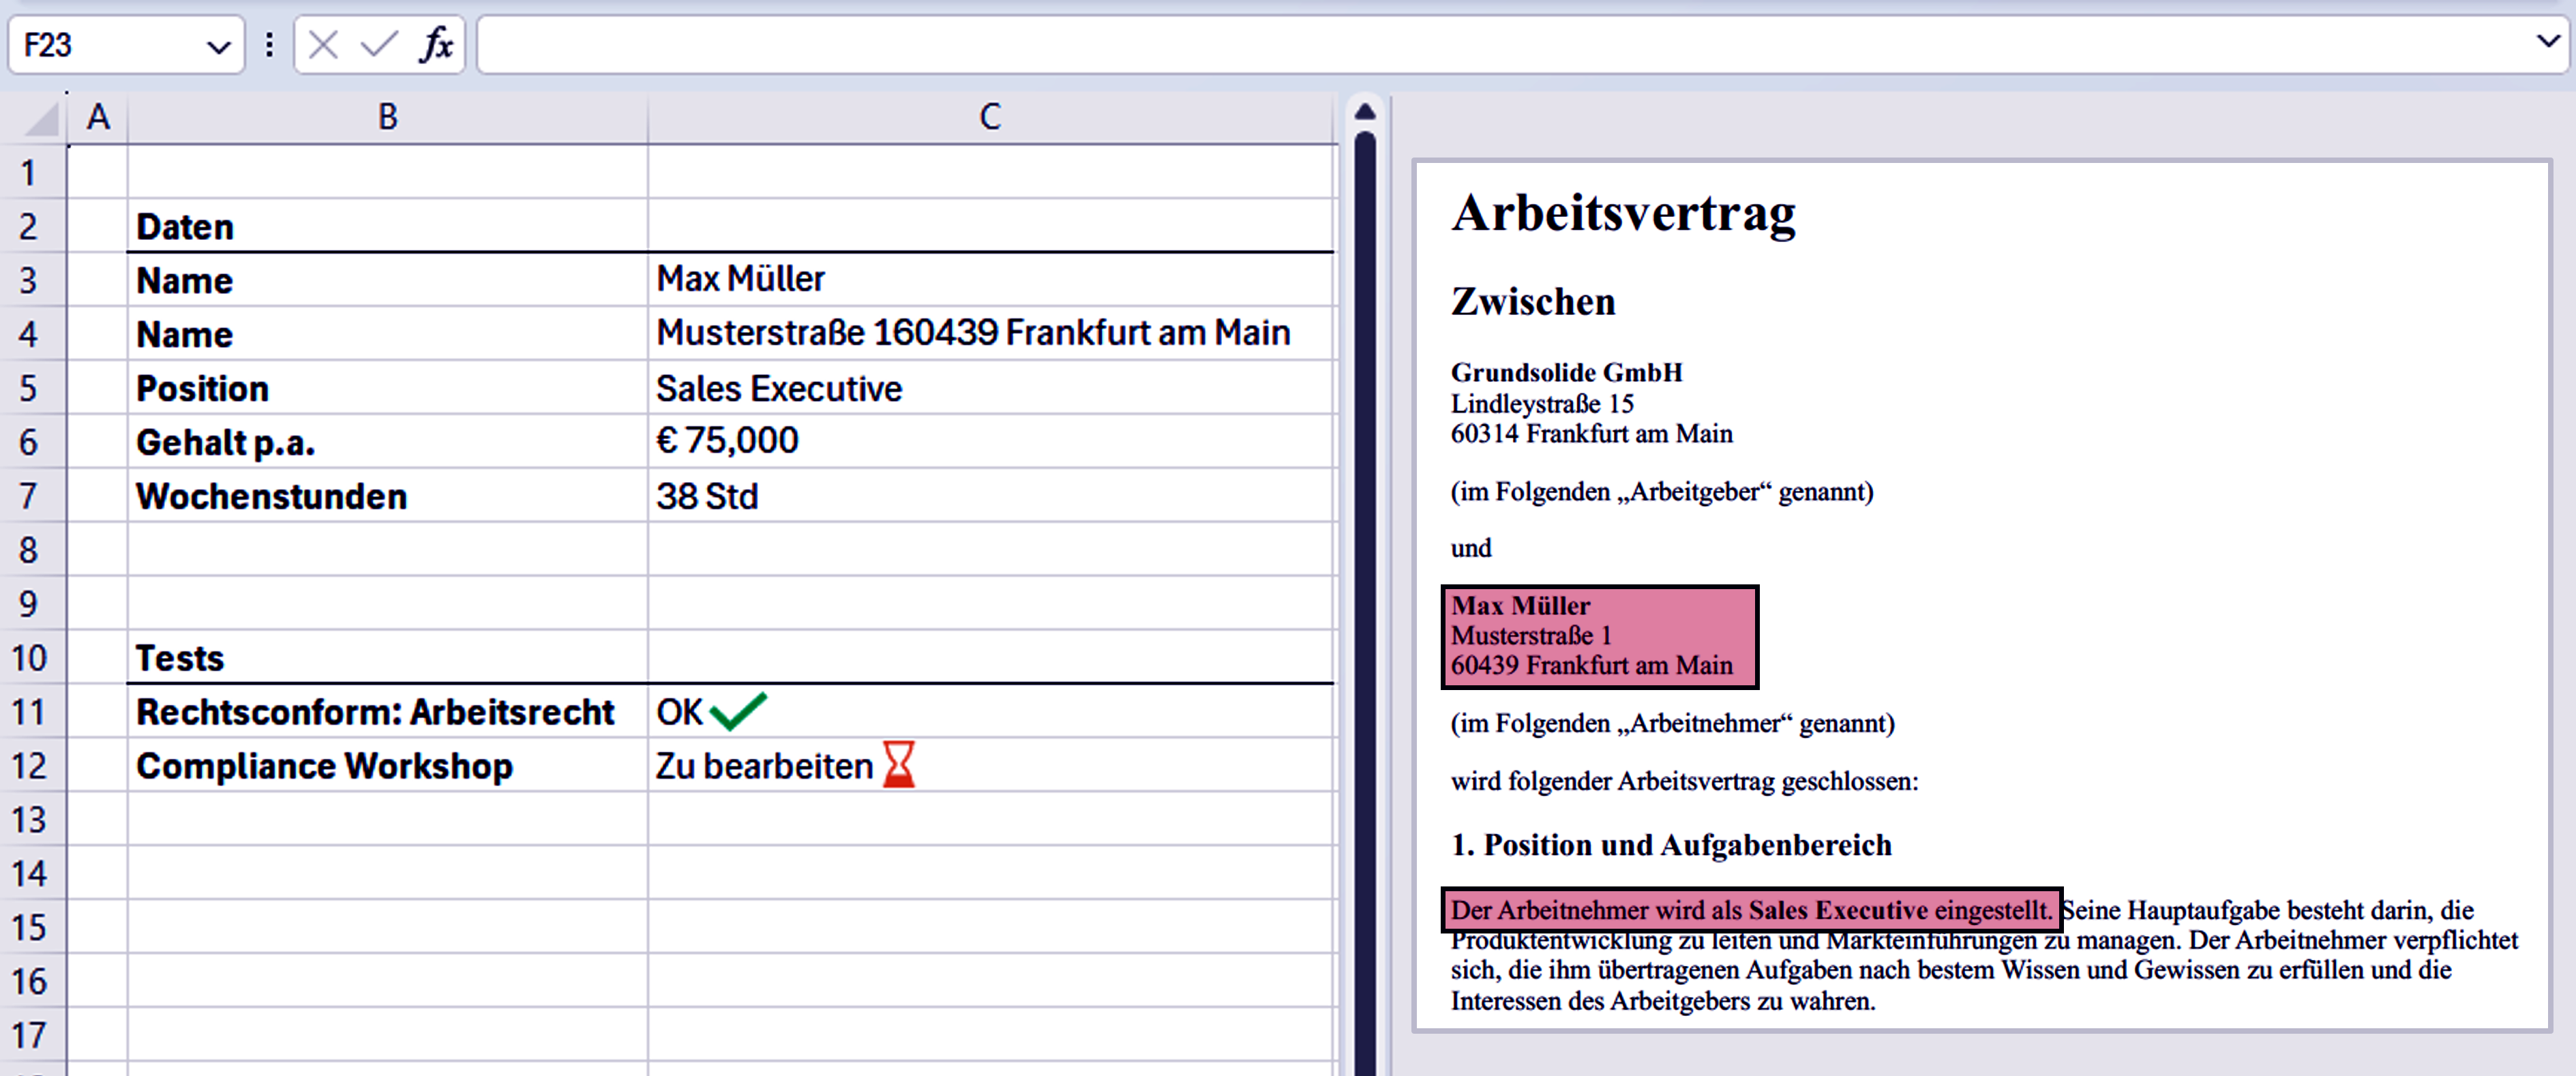 F23
fx
A B C
1
2 Daten
3 Name Max Müller
4 Name Musterstraße 160439 Frankfurt am Main
5 Position Sales Executive
6 Gehalt p.a. € 75,000
7 Wochenstunden 38 Std
8
9
10 Tests
11 Rechtsconform: Arbeitsrecht OK
12 Compliance Workshop Zu bearbeiten
13
14
15
16
17
Arbeitsvertrag
Zwischen
Grundsolide GmbH
Lindleystraße 15
60314 Frankfurt am Main
(im Folgenden „Arbeitgeber“ genannt)
und
Max Müller
Musterstraße 1
60439 Frankfurt am Main
(im Folgenden „Arbeitnehmer“ genannt)
wird folgender Arbeitsvertrag geschlossen:
1. Position und Aufgabenbereich
Der Arbeitnehmer wird als Sales Executive eingestellt. Seine Hauptaufgabe besteht darin, die
Produktentwicklung zu leiten und Markteinführungen zu managen. Der Arbeitnehmer verpflichtet
sich, die ihm übertragenen Aufgaben nach bestem Wissen und Gewissen zu erfüllen und die
Interessen des Arbeitgebers zu wahren.